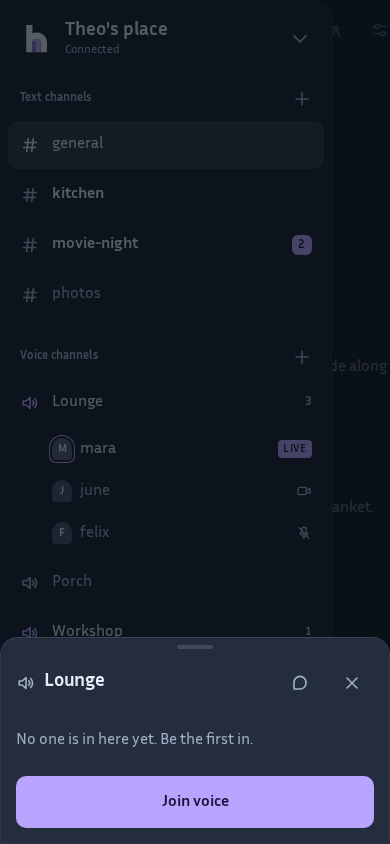 Theo's place
Connected
Text channels
general
kitchen
movie-night
2
photos
de along
Voice channels
Lounge
3
M
mara
LIVE
J
june
anket.
F
felix
Porch
Workshop
1
Lounge
No one is in here yet. Be the first in.
Join voice